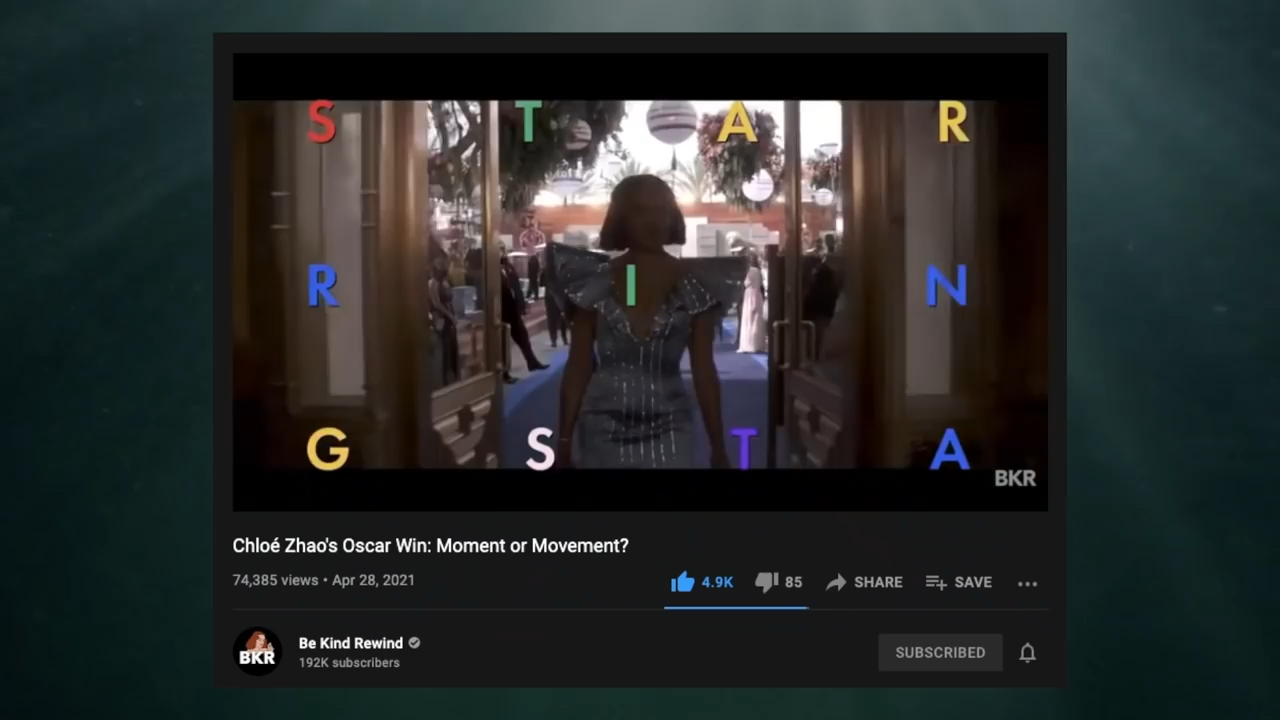 S T A R
R I N
G S T A
BKR
Chloé Zhao's Oscar Win: Moment or Movement?
74,385 views • Apr 28, 2021
4.9K 85 SHARE SAVE
BKR
Be Kind Rewind
192K subscribers
SUBSCRIBED